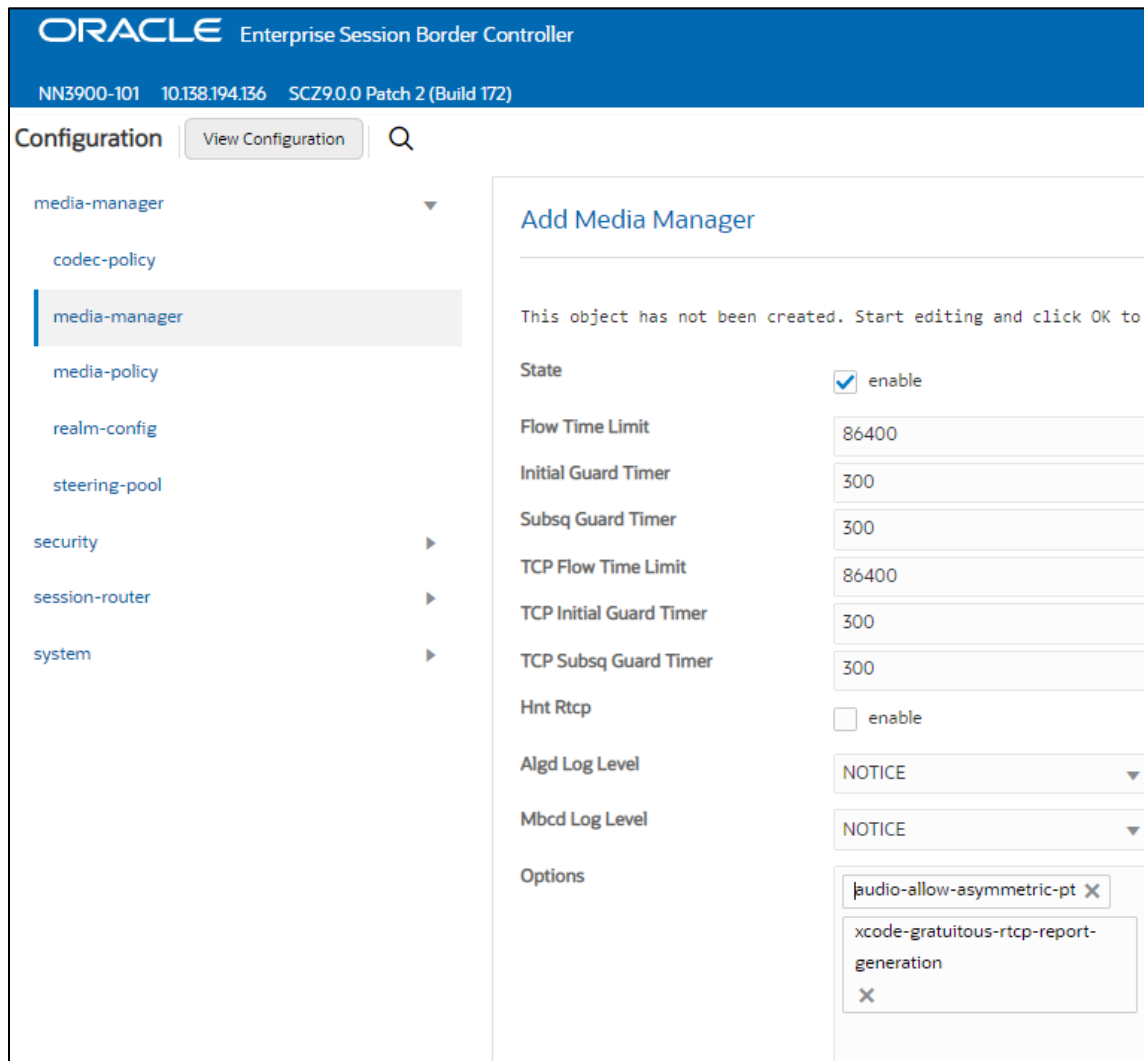 ORACLE Enterprise Session Border Controller
NN3900-101 10.138.194.136 SCZ9.0.0 Patch 2 (Build 172)
Configuration View Configuration
media-manager
codec-policy
media-manager
media-policy
realm-config
steering-pool
security
session-router
system
Add Media Manager
This object has not been created. Start editing and click OK to
State enable
Flow Time Limit 86400
Initial Guard Timer 300
Subsq Guard Timer 300
TCP Flow Time Limit 86400
TCP Initial Guard Timer 300
TCP Subsq Guard Timer 300
Hnt Rtcp enable
Algd Log Level NOTICE
Mbcd Log Level NOTICE
Options audio-allow-asymmetric-pt
xcode-gratuitous-rtcp-report-
generation